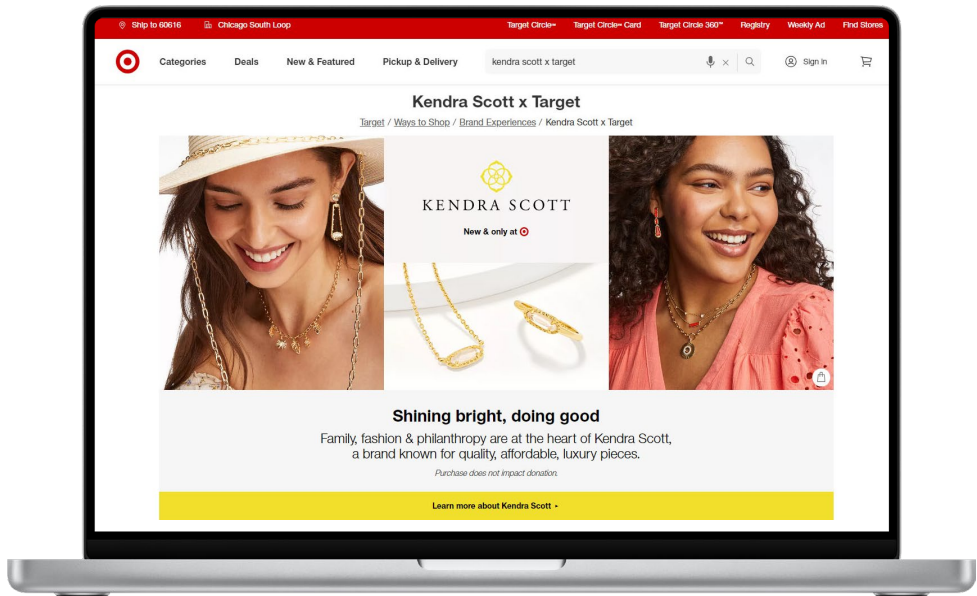 Ship to 60616
Chicago South Loop
Target Circle™
Target Circle™ Card
Target Circle 360™
Registry
Weekly Ad
Find Stores
Categories
Deals
New & Featured
Pickup & Delivery
kendra scott x target
Sign in
Kendra Scott x Target
Target / Ways to Shop / Brand Experiences / Kendra Scott x Target
KENDRA SCOTT
New & only at
Shining bright, doing good
Family, fashion & philanthropy are at the heart of Kendra Scott,
a brand known for quality, affordable, luxury pieces.
Purchase does not impact donation.
Learn more about Kendra Scott